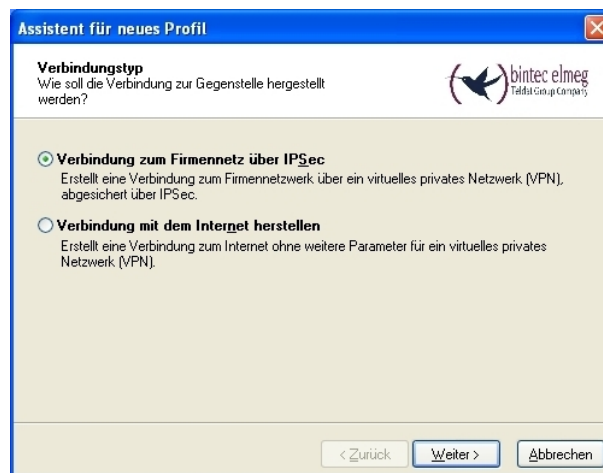 Assistent für neues Profil
Verbindungstyp
Wie soll die Verbindung zur Gegenstelle hergestellt
werden?
bintec elmeg
Teldat Group Company
Verbindung zum Firmennetz über IPSec
Erstellt eine Verbindung zum Firmennetzwerk über ein virtuelles privates Netzwerk (VPN),
abgesichert über IPSec.
Verbindung mit dem Internet herstellen
Erstellt eine Verbindung zum Internet ohne weitere Parameter für ein virtuelles privates
Netzwerk (VPN).
< Zurück
Weiter >
Abbrechen